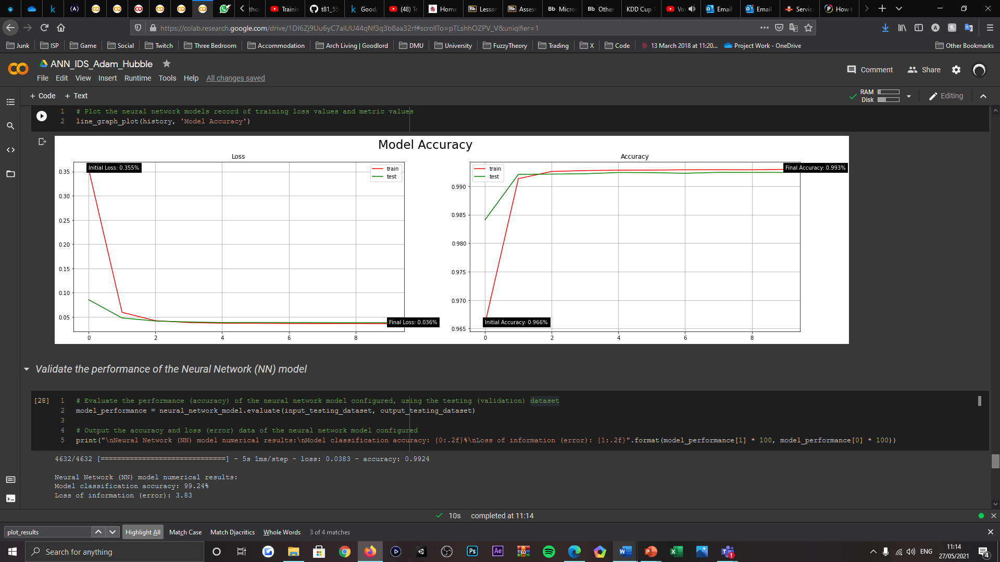 thor
Trainin
t81_55
Good/
(48) Te
Home
Bb Lesson
Bb Assess
Bb Micros
Bb Other
KDD Cup 1
Vo
Email
Email
Servic
How t
https://colab.research.google.com/drive/1DI6Zj9Uu6yC7alUU44qNf3q3b8aa32rf#scrollTo=pTLshhOZPV_V&uniqifier=1
Junk ISP Game Social Twitch Three Bedroom Accommodation Arch Living | Goodlord DMU University FuzzyTheory Trading X Code 13 March 2018 at 11:20... Project Work - OneDrive Other Bookmarks
ANN_IDS_Adam_Hubble
Comment Share
File Edit View Insert Runtime Tools Help All changes saved
+ Code + Text
RAM
Disk
Editing
1 # Plot the neural network models record of training loss values and metric values
2 line_graph_plot(history, 'Model Accuracy')
Model Accuracy
Loss
Initial Loss: 0.355%
train
test
0.35
0.30
0.25
0.20
0.15
0.10
0.05
Final Loss: 0.036%
0 2 4 6 8
Accuracy
train
test
Final Accuracy: 0.993%
0.990
0.985
0.980
0.975
0.970
0.965
Initial Accuracy: 0.966%
0 2 4 6 8
Validate the performance of the Neural Network (NN) model
[28] 1 # Evaluate the performance (accuracy) of the neural network model configured, using the testing (validation) dataset
2 model_performance = neural_network_model.evaluate(input_testing_dataset, output_testing_dataset)
3
4 # Output the accuracy and loss (error) data of the neural network model configured
5 print("\nNeural Network (NN) model numerical results:\nModel classification accuracy: {0:.2f}%\nLoss of information (error): {1:.2f}".format(model_performance[1] * 100, model_performance[0] * 100))
4632/4632 [==============================] - 5s 1ms/step - loss: 0.0383 - accuracy: 0.9924
Neural Network (NN) model numerical results:
Model classification accuracy: 99.24%
Loss of information (error): 3.83
10s completed at 11:14
plot_results Highlight All Match Case Match Diacritics Whole Words 3 of 4 matches
Search for anything
Ps
Ae
ENG
11:14
27/05/2021
4
1